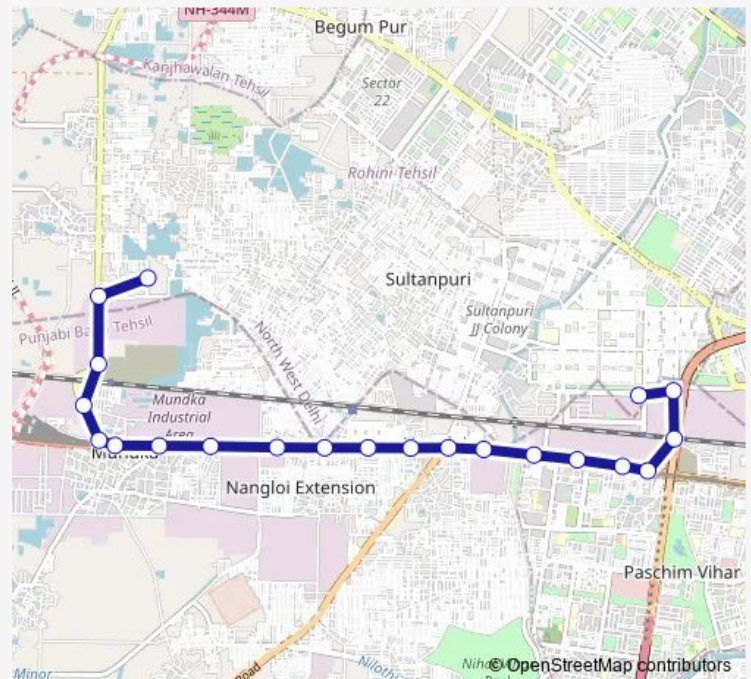 NH-344M
Begum Pur
Kanjhawalan Tehsil
Sector
22
Rohini Tehsil
Sultanpuri
Sultanpuri
JJ Colony
Punjabi Bagh Tehsil
North West Delhi
Mundka
Industrial
Area
Mundka
Nangloi Extension
Paschim Vihar
Road
Minor
© OpenStreetMap contributors